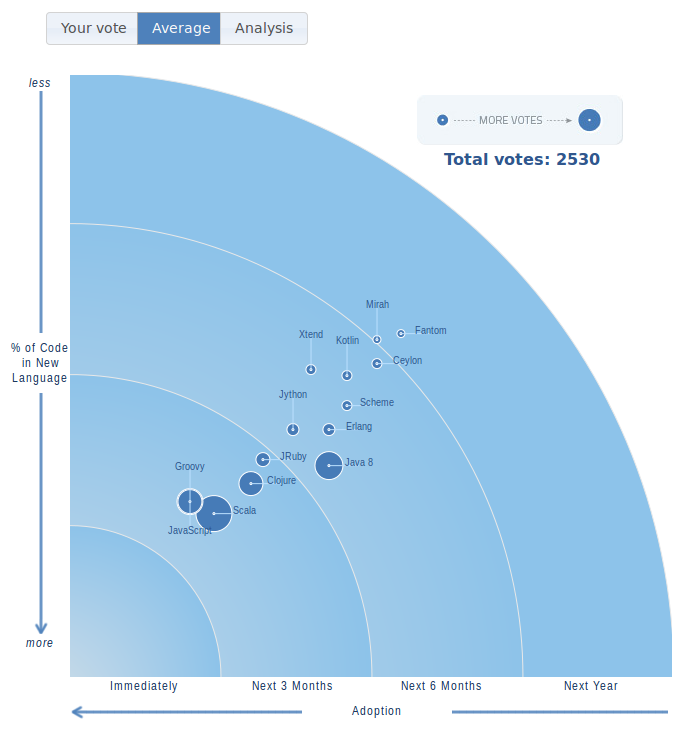 Your vote
Average
Analysis
less
MORE VOTES
Total votes: 2530
Mirah
Fantom
Xtend
Kotlin
% of Code
in New
Language
Ceylon
Jython
Scheme
Erlang
JRuby
Java 8
Groovy
Clojure
Scala
JavaScript
more
Immediately
Next 3 Months
Next 6 Months
Next Year
Adoption